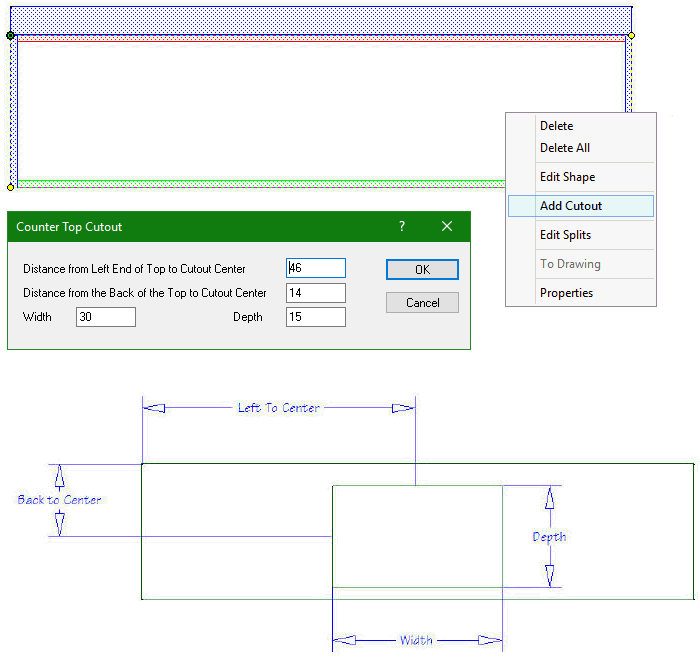 Delete
Delete All
Edit Shape
Add Cutout
Edit Splits
To Drawing
Properties
Counter Top Cutout ?
Distance from Left End of Top to Cutout Center 46 OK
Distance from the Back of the Top to Cutout Center 14 Cancel
Width 30 Depth 15
Left To Center
Back to Center
Depth
Width